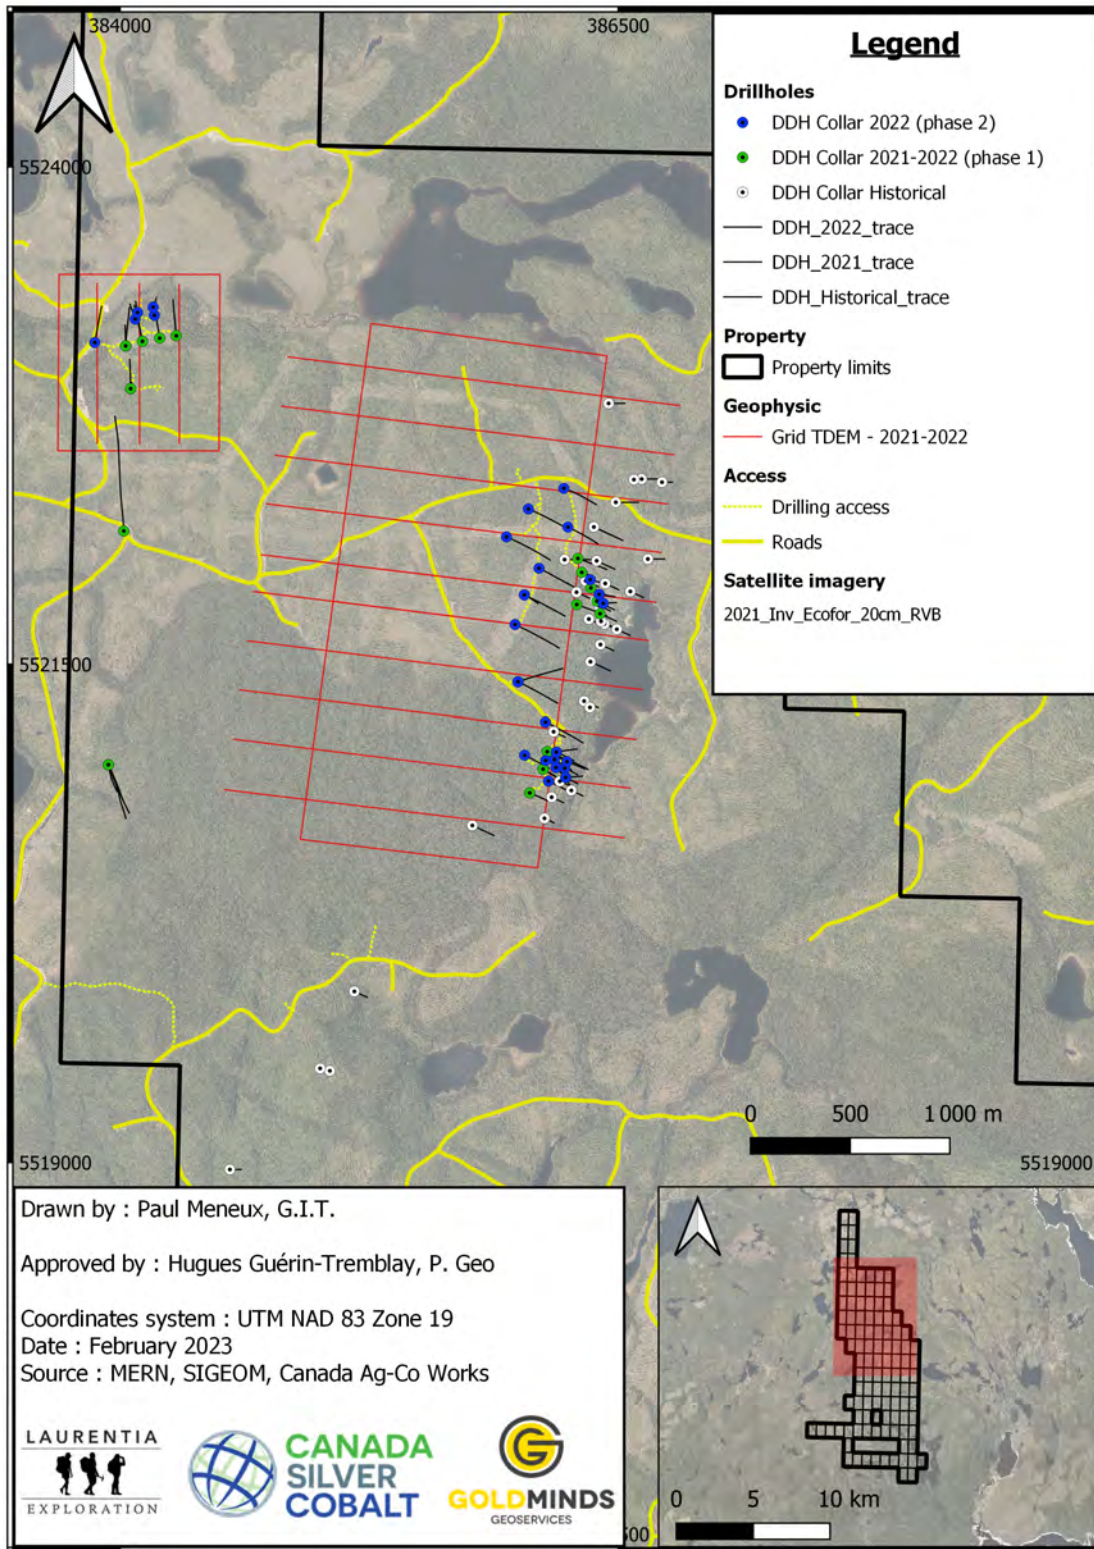 384000
386500
5524000
5521500
5519000
5519000
Legend
Drillholes
DDH Collar 2022 (phase 2)
DDH Collar 2021-2022 (phase 1)
DDH Collar Historical
DDH_2022_trace
DDH_2021_trace
DDH_Historical_trace
Property
Property limits
Geophysic
Grid TDEM - 2021-2022
Access
Drilling access
Roads
Satellite imagery
2021_Inv_Ecofor_20cm_RVB
0 500 1 000 m
Drawn by : Paul Meneux, G.I.T.
Approved by : Hugues Guérin-Tremblay, P. Geo
Coordinates system : UTM NAD 83 Zone 19
Date : February 2023
Source : MERN, SIGEOM, Canada Ag-Co Works
LAURENTIA
EXPLORATION
CANADA
SILVER
COBALT
GOLDMINDS
GEOSERVICES
0 5 10 km